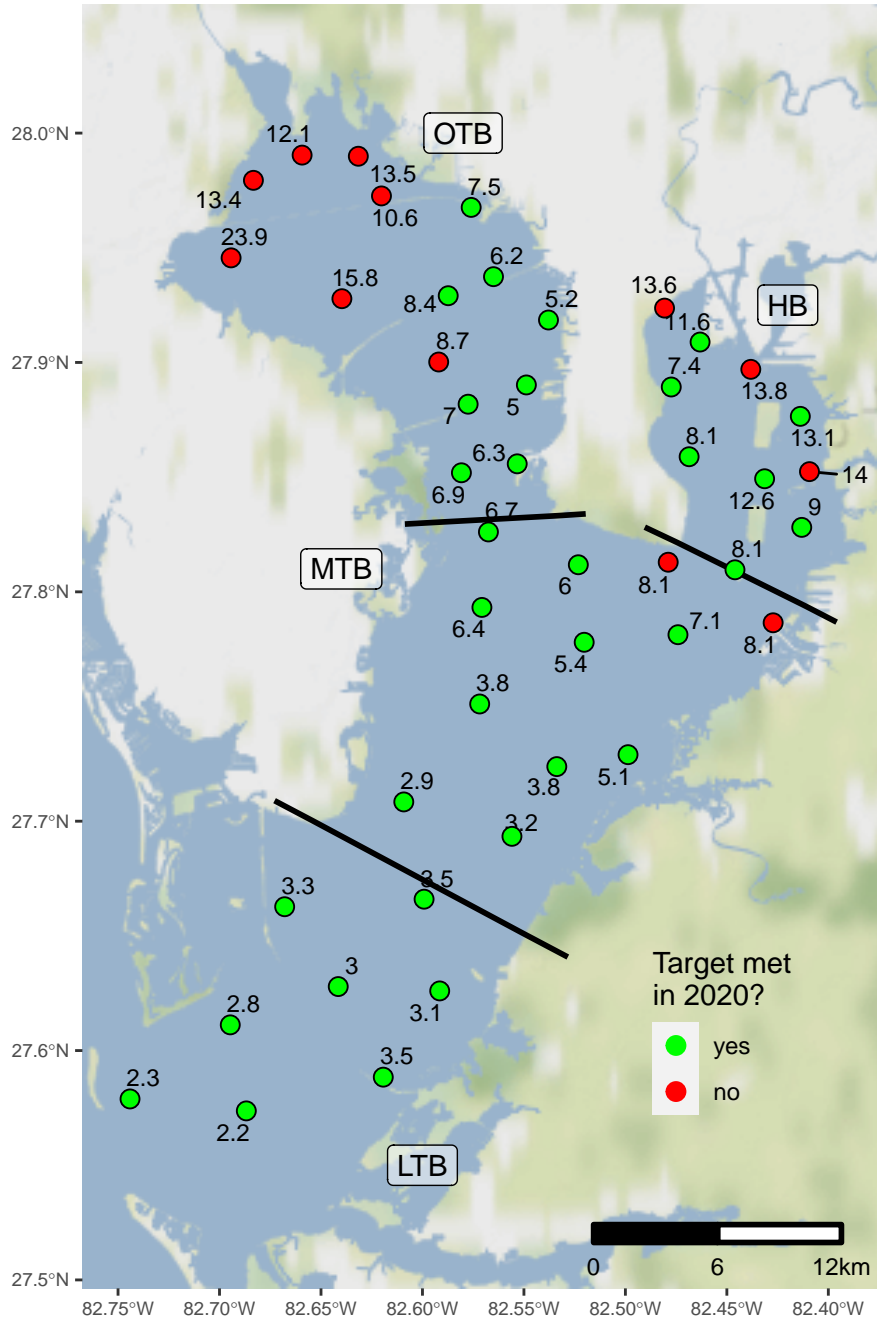 28.0°N
27.9°N
27.8°N
27.7°N
27.6°N
27.5°N
OTB
12.1
13.5
13.4
10.6
7.5
23.9
6.2
15.8
8.4
5.2
8.7
7
5
6.3
6.9
6.7
HB
13.6
11.6
7.4
13.8
13.1
8.1
14
12.6
9
8.1
MTB
6
8.1
8.1
6.4
7.1
5.4
3.8
3.8
5.1
2.9
3.2
3.5
3.3
3
3.1
2.8
3.5
2.3
2.2
LTB
Target met
in 2020?
yes
no
0 6 12km
82.75°W 82.70°W 82.65°W 82.60°W 82.55°W 82.50°W 82.45°W 82.40°W